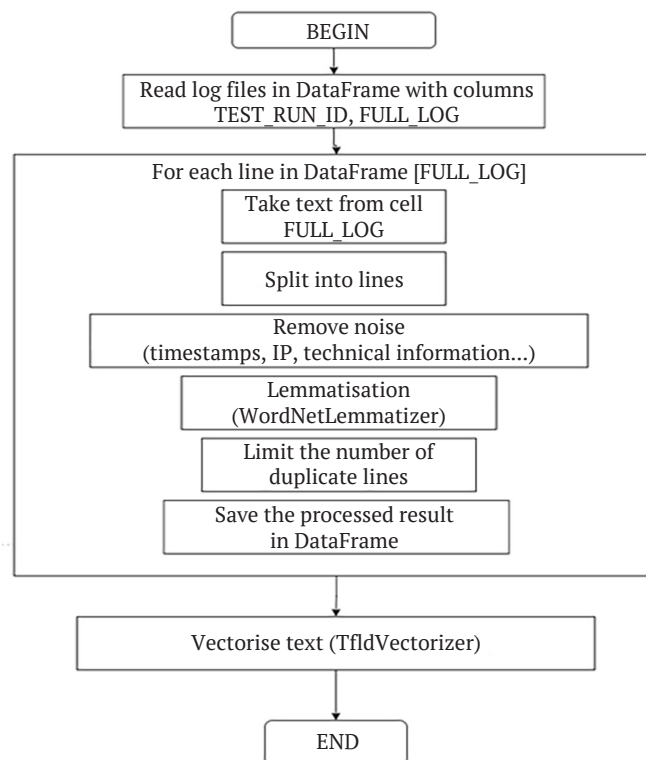 BEGIN
Read log files in DataFrame with columns
TEST_RUN_ID, FULL_LOG
For each line in DataFrame [FULL_LOG]
Take text from cell
FULL_LOG
Split into lines
Remove noise
(timestamps, IP, technical information...)
Lemmatisation
(WordNetLemmatizer)
Limit the number of
duplicate lines
Save the processed result
in DataFrame
Vectorise text (TfldVectorizer)
END